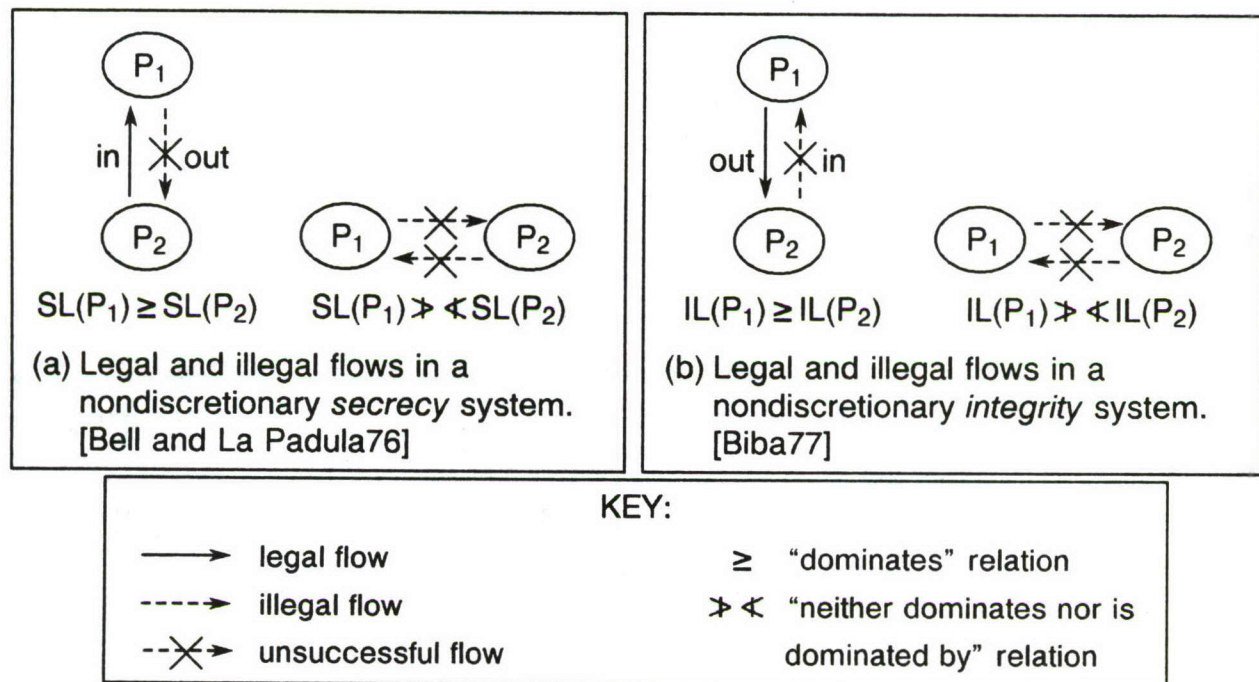 P₁
in
out
P₂
P₁
P₂
SL(P₁) ≥ SL(P₂)
SL(P₁) ≯ ≮ SL(P₂)
(a) Legal and illegal flows in a
nondiscretionary secrecy system.
[Bell and La Padula76]
P₁
out
in
P₂
P₁
P₂
IL(P₁) ≥ IL(P₂)
IL(P₁) ≯ ≮ IL(P₂)
(b) Legal and illegal flows in a
nondiscretionary integrity system.
[Biba77]
KEY:
legal flow
illegal flow
unsuccessful flow
≥ “dominates” relation
≯ ≮ “neither dominates nor is
dominated by” relation